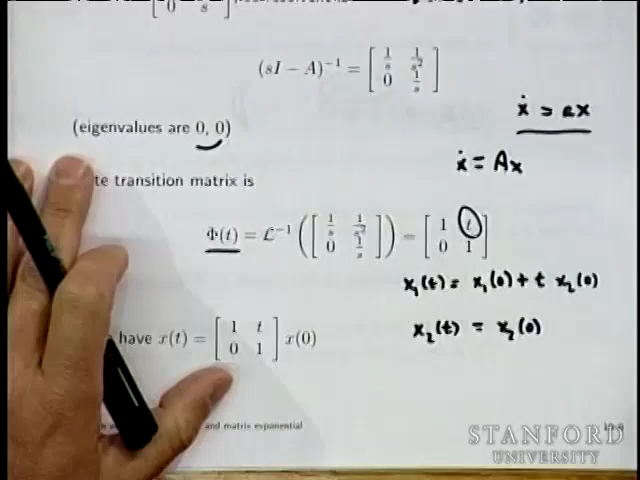 (sI − A)⁻¹ = [ 1/s 1/s² ; 0 1/s ]
ẋ = ax
(eigenvalues are 0, 0)
ẋ = Ax
te transition matrix is
Φ(t) = ℒ⁻¹ ([ 1/s 1/s² ; 0 1/s ]) = [ 1 t ; 0 1 ]
x₁(t) = x₁(0) + t x₂(0)
x₂(t) = x₂(0)
have x(t) = [ 1 t ; 0 1 ] x(0)
and matrix exponential
STANFORD
UNIVERSITY